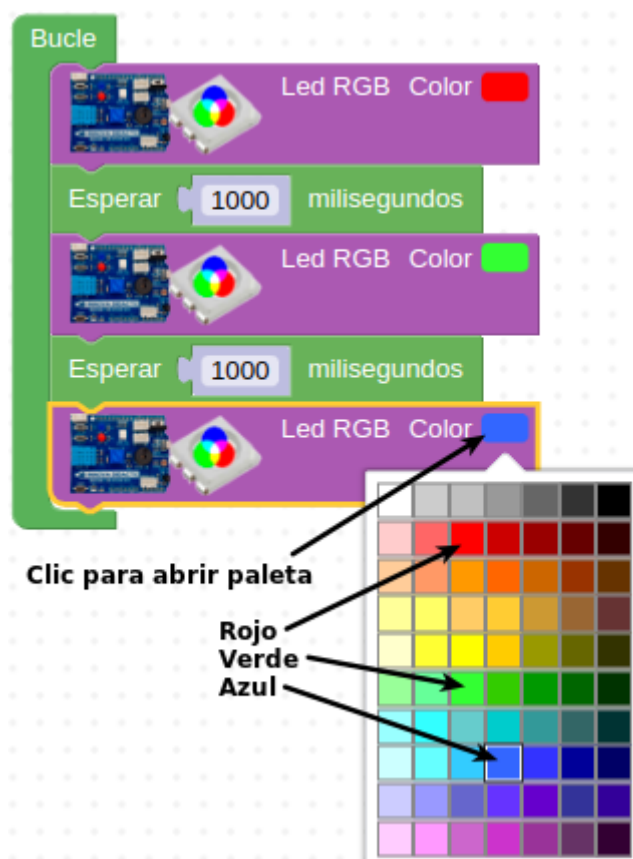 Bucle
Led RGB Color
Esperar 1000 milisegundos
Led RGB Color
Esperar 1000 milisegundos
Led RGB Color
Clic para abrir paleta
Rojo
Verde
Azul